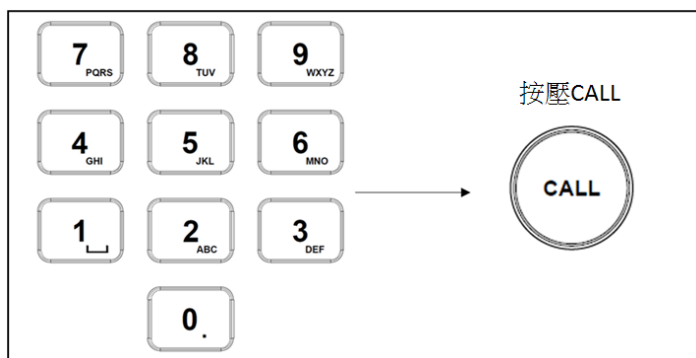 7 PQRS 8 TUV 9 WXYZ
按壓CALL
4 GHI 5 JKL 6 MNO
CALL
1 2 ABC 3 DEF
0 .